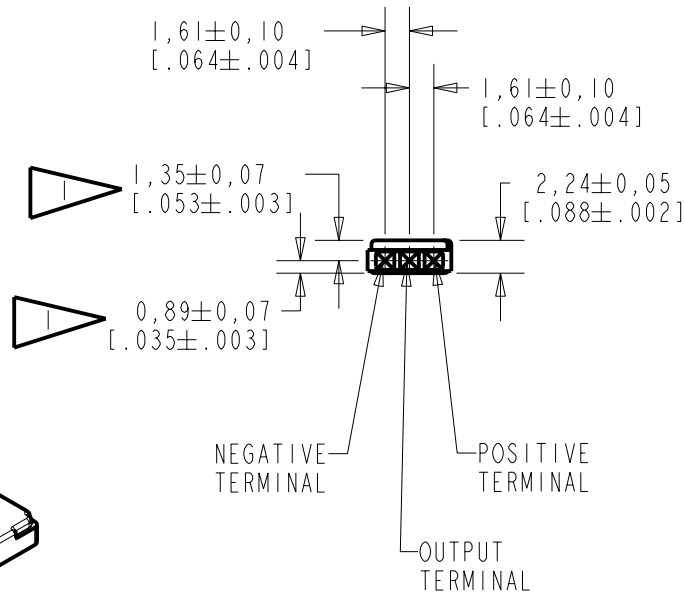 1,61±0,10
[.064±.004]
1,61±0,10
[.064±.004]
1
1,35±0,07
[.053±.003]
2,24±0,05
[.088±.002]
1
0,89±0,07
[.035±.003]
NEGATIVE
TERMINAL
POSITIVE
TERMINAL
OUTPUT
TERMINAL